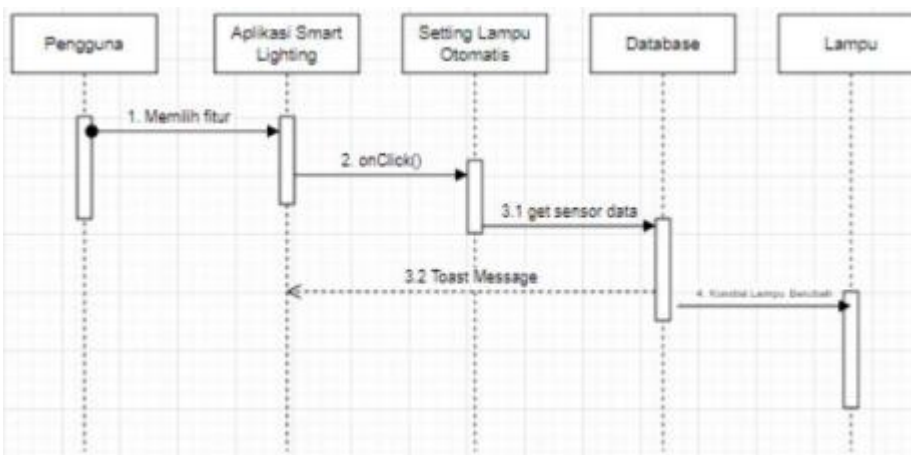 Pengguna
Aplikasi Smart
Lighting
Setting Lampu
Otomatis
Database
Lampu
1. Memilih fitur
2. onClick()
3.1 get sensor data
3.2 Toast Message
4. Kondisi Lampu Berubah